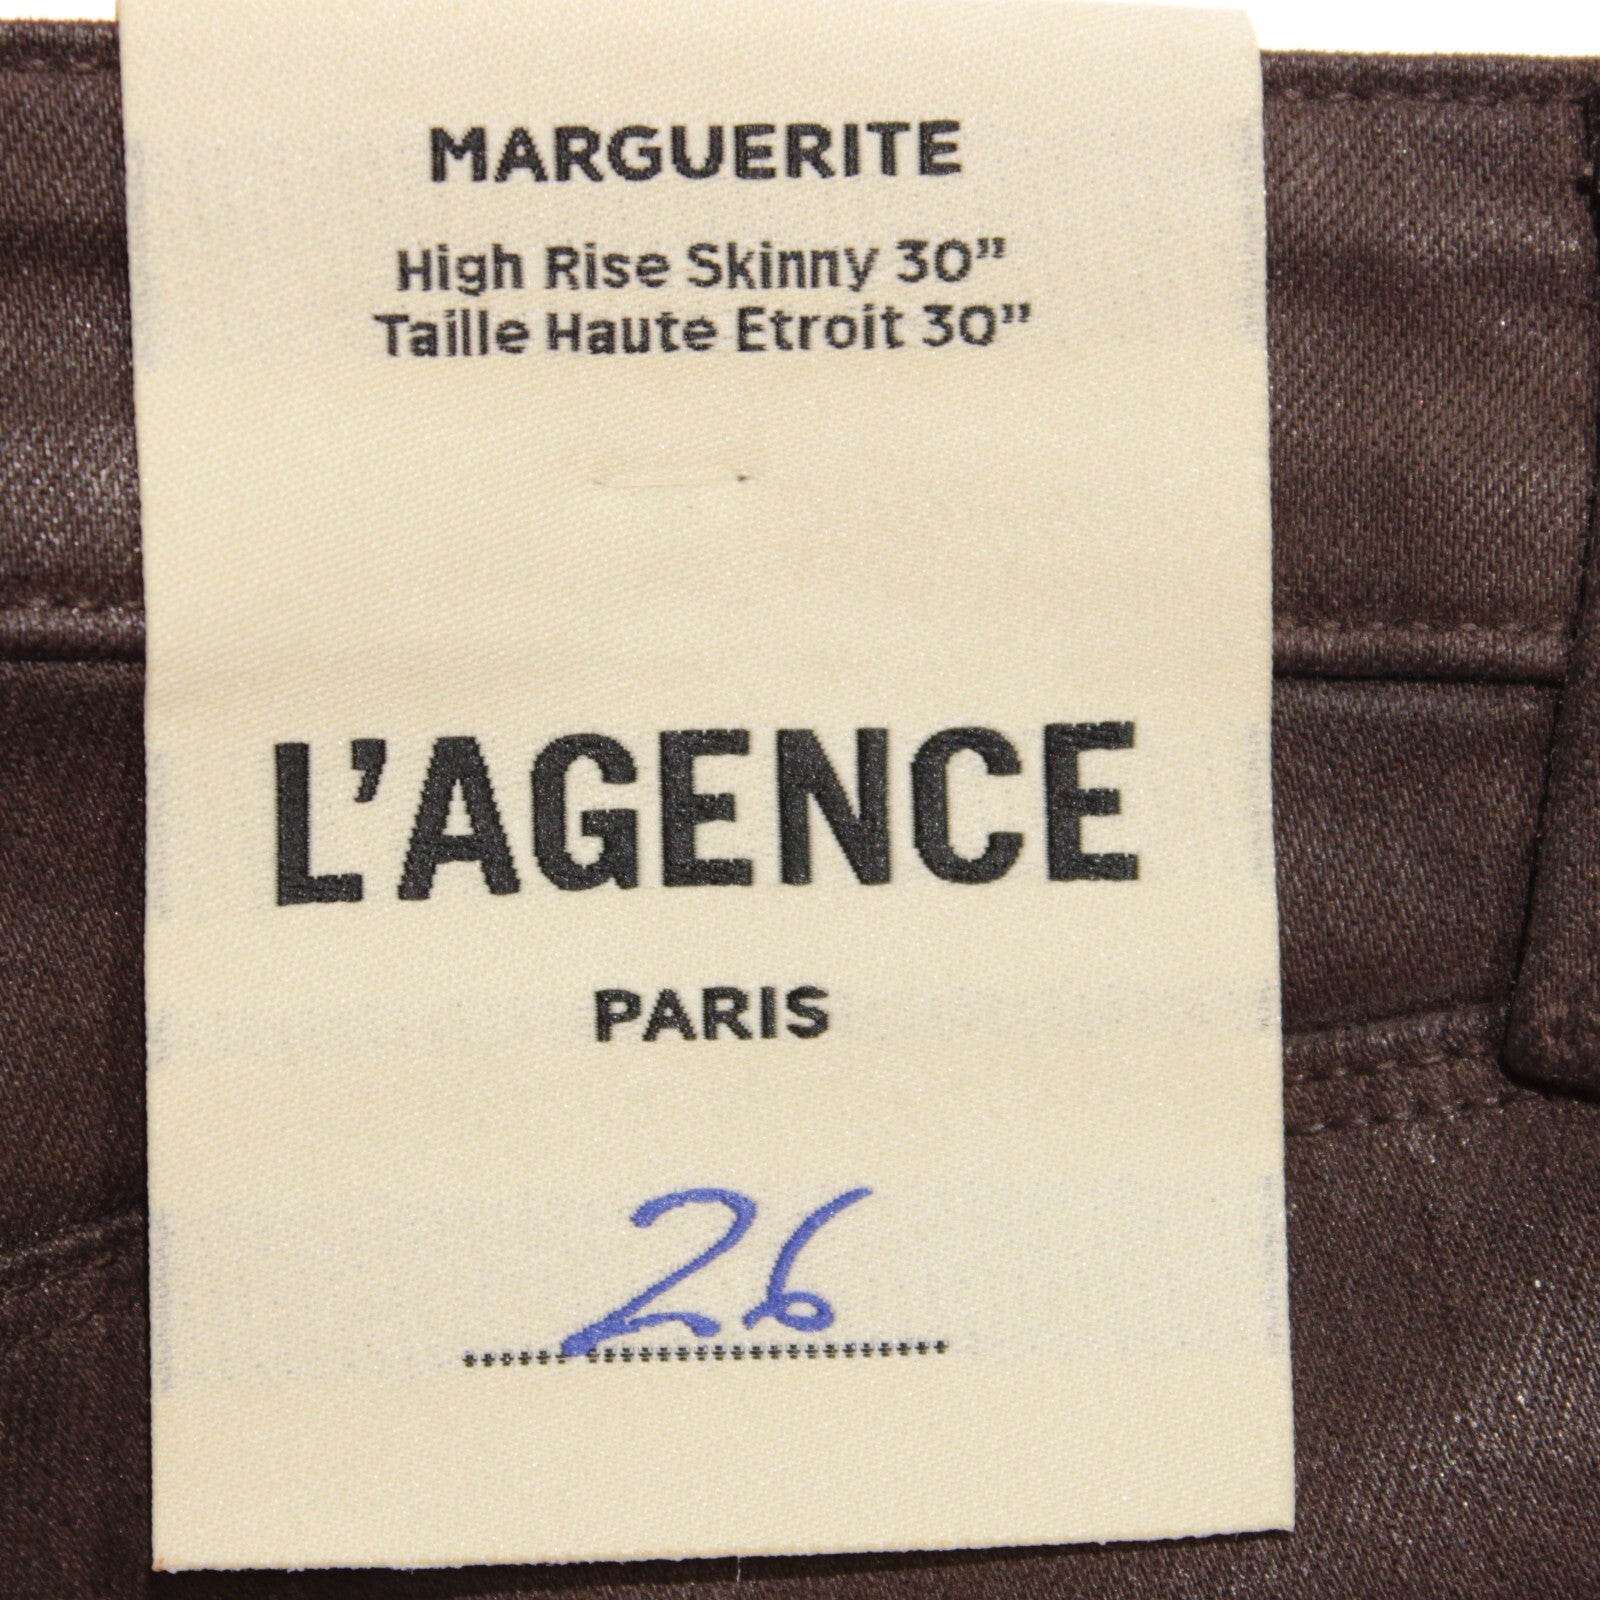 MARGUERITE
High Rise Skinny 30”
Taille Haute Etroit 30”
L’AGENCE
PARIS
26